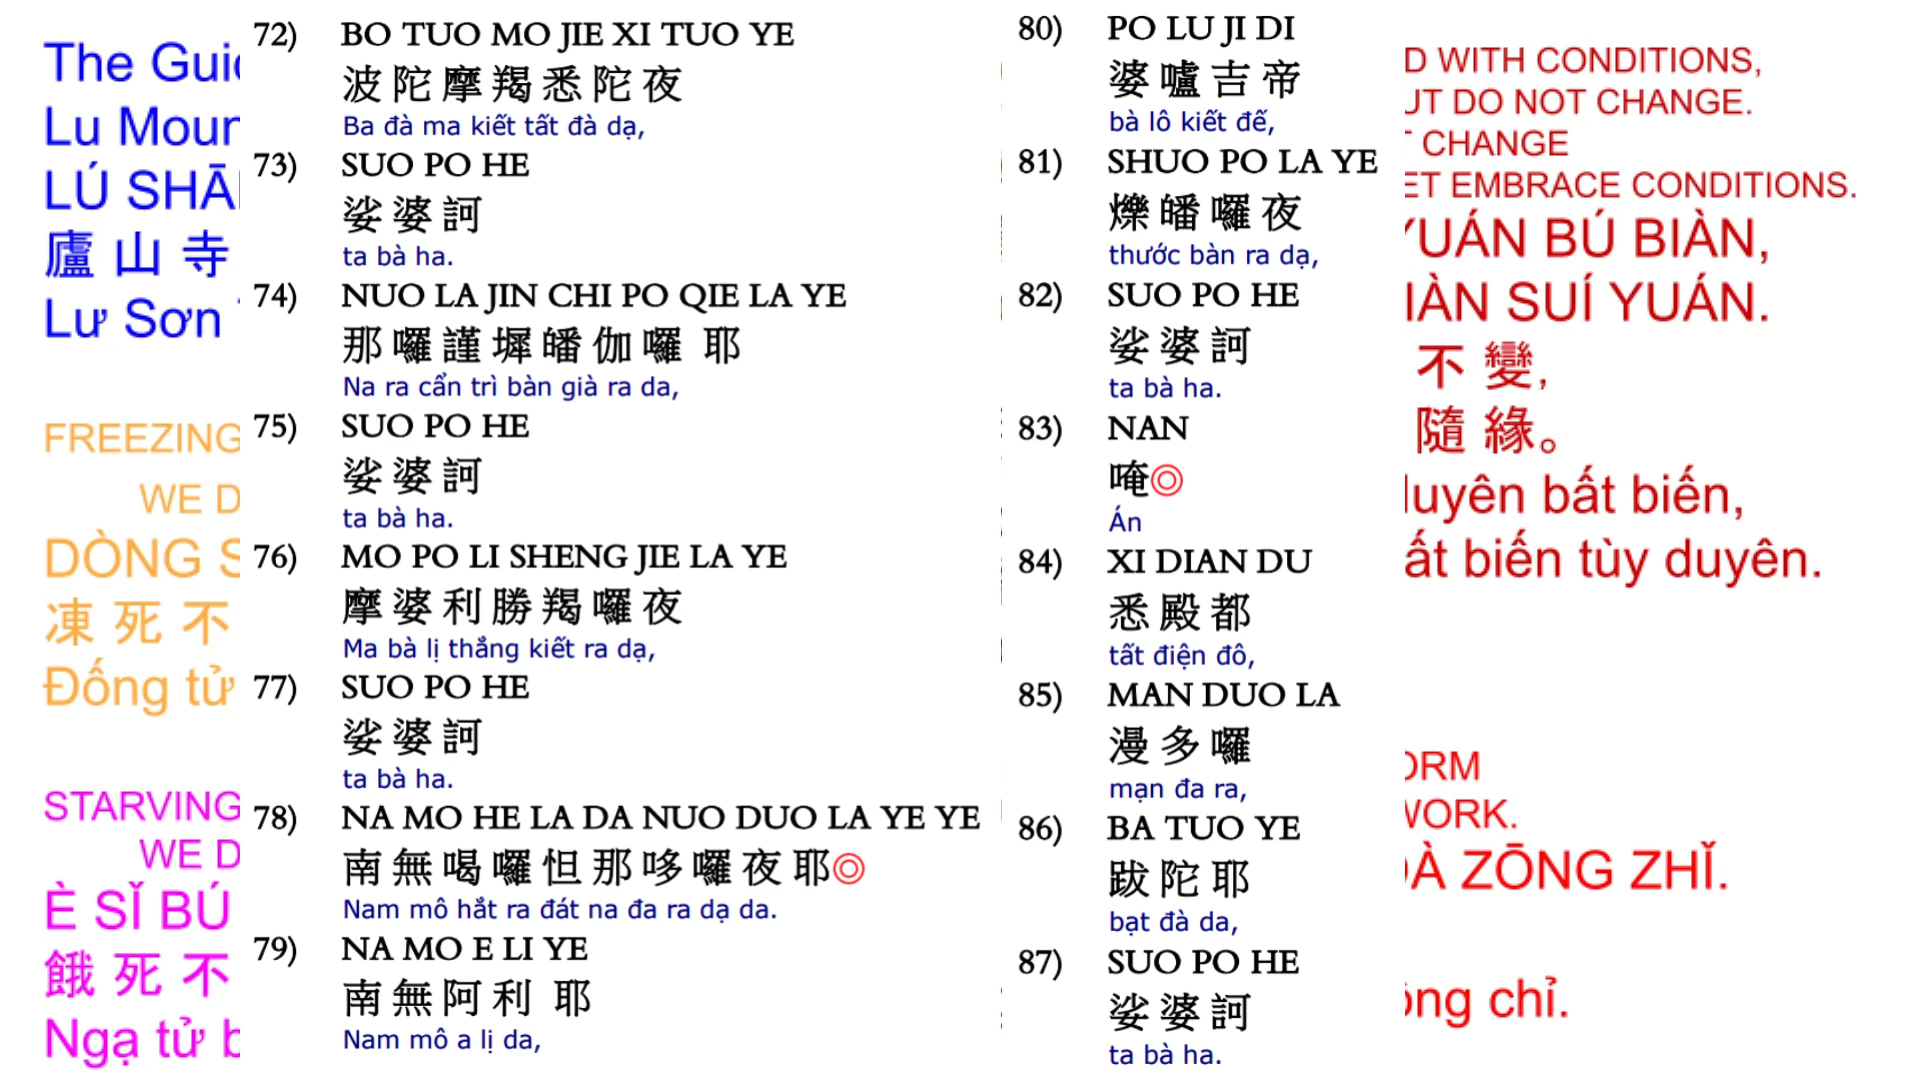 The Gui
Lu Moun
LÚ SHĀ
廬 山 寺
Lư Sơn
FREEZING
WE D
DÒNG S
凍 死 不
Đống tử
STARVING
WE D
È SǏ BÚ
餓 死 不
Ngạ tử b
72) BO TUO MO JIE XI TUO YE
波 陀 摩 羯 悉 陀 夜
Ba đà ma kiết tất đà dạ,
73) SUO PO HE
娑 婆 訶
ta bà ha.
74) NUO LA JIN CHI PO QIE LA YE
那 囉 謹 墀 皤 伽 囉 耶
Na ra cẩn trì bàn già ra da,
75) SUO PO HE
娑 婆 訶
ta bà ha.
76) MO PO LI SHENG JIE LA YE
摩 婆 利 勝 羯 囉 夜
Ma bà lị thắng kiết ra dạ,
77) SUO PO HE
娑 婆 訶
ta bà ha.
78) NA MO HE LA DA NUO DUO LA YE YE
南 無 喝 囉 怛 那 哆 囉 夜 耶◎
Nam mô hắt ra đát na đa ra dạ da.
79) NA MO E LI YE
南 無 阿 利 耶
Nam mô a lị da,
80) PO LU JI DI
婆 嚧 吉 帝
bà lô kiết đế,
81) SHUO PO LA YE
爍 皤 囉 夜
thước bàn ra dạ,
82) SUO PO HE
娑 婆 訶
ta bà ha.
83) NAN
唵◎
Án
84) XI DIAN DU
悉 殿 都
tất điện đô,
85) MAN DUO LA
漫 多 囉
mạn đa ra,
86) BA TUO YE
跋 陀 耶
bạt đà da,
87) SUO PO HE
娑 婆 訶
ta bà ha.
D WITH CONDITIONS,
UT DO NOT CHANGE.
CHANGE
ET EMBRACE CONDITIONS.
YUÁN BÚ BIÀN,
IÀN SUÍ YUÁN.
不 變,
隨 緣。
duyên bất biến,
ất biến tùy duyên.
ORM
WORK.
DÀ ZŌNG ZHǏ.
ông chỉ.